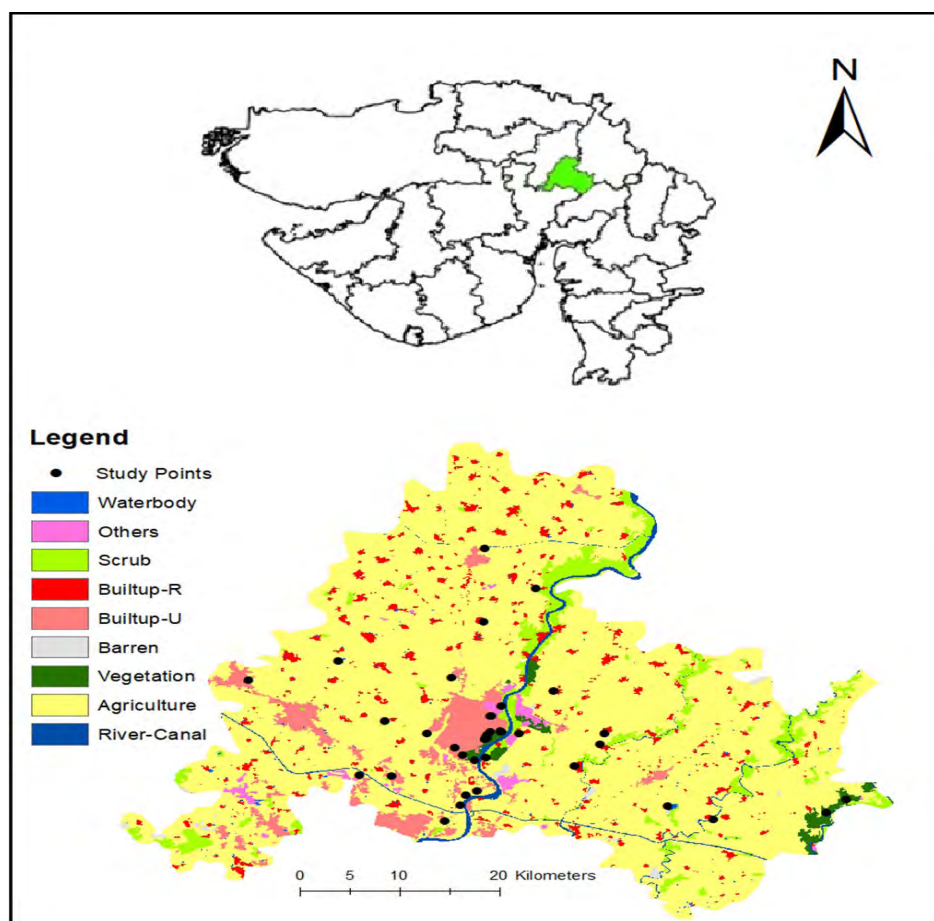 N
Legend
Study Points
Waterbody
Others
Scrub
Builtup-R
Builtup-U
Barren
Vegetation
Agriculture
River-Canal
0 5 10 20 Kilometers